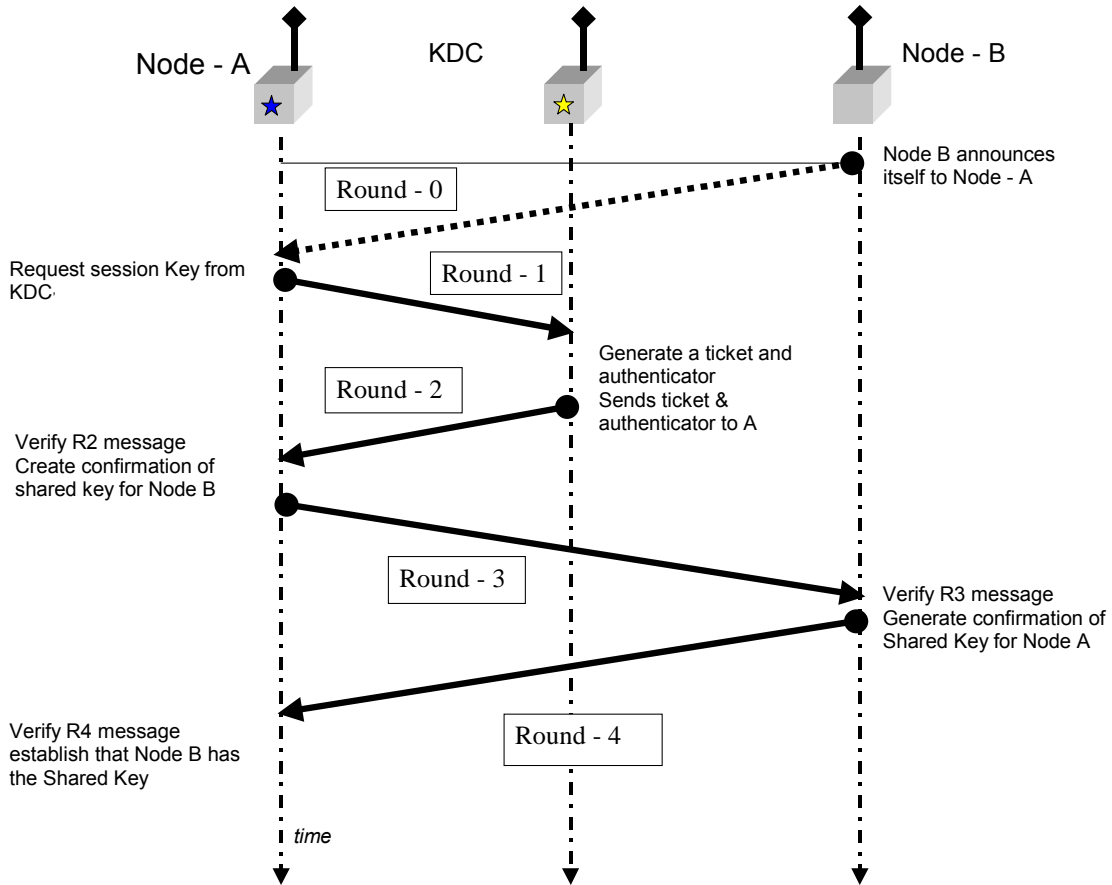 Node - A
KDC
Node - B
Node B announces
itself to Node - A
Round - 0
Request session Key from
KDC,
Round - 1
Generate a ticket and
authenticator
Sends ticket &
authenticator to A
Round - 2
Verify R2 message
Create confirmation of
shared key for Node B
Round - 3
Verify R3 message
Generate confirmation of
Shared Key for Node A
Verify R4 message
establish that Node B has
the Shared Key
Round - 4
time